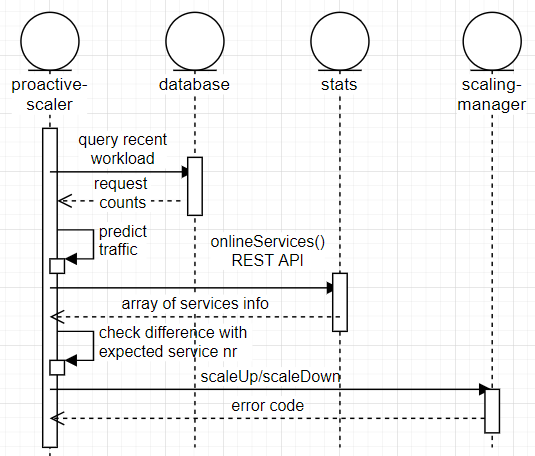 proactive-
scaler
database
stats
scaling-
manager
query recent
workload
request
counts
predict
traffic
onlineServices()
REST API
array of services info
check difference with
expected service nr
scaleUp/scaleDown
error code